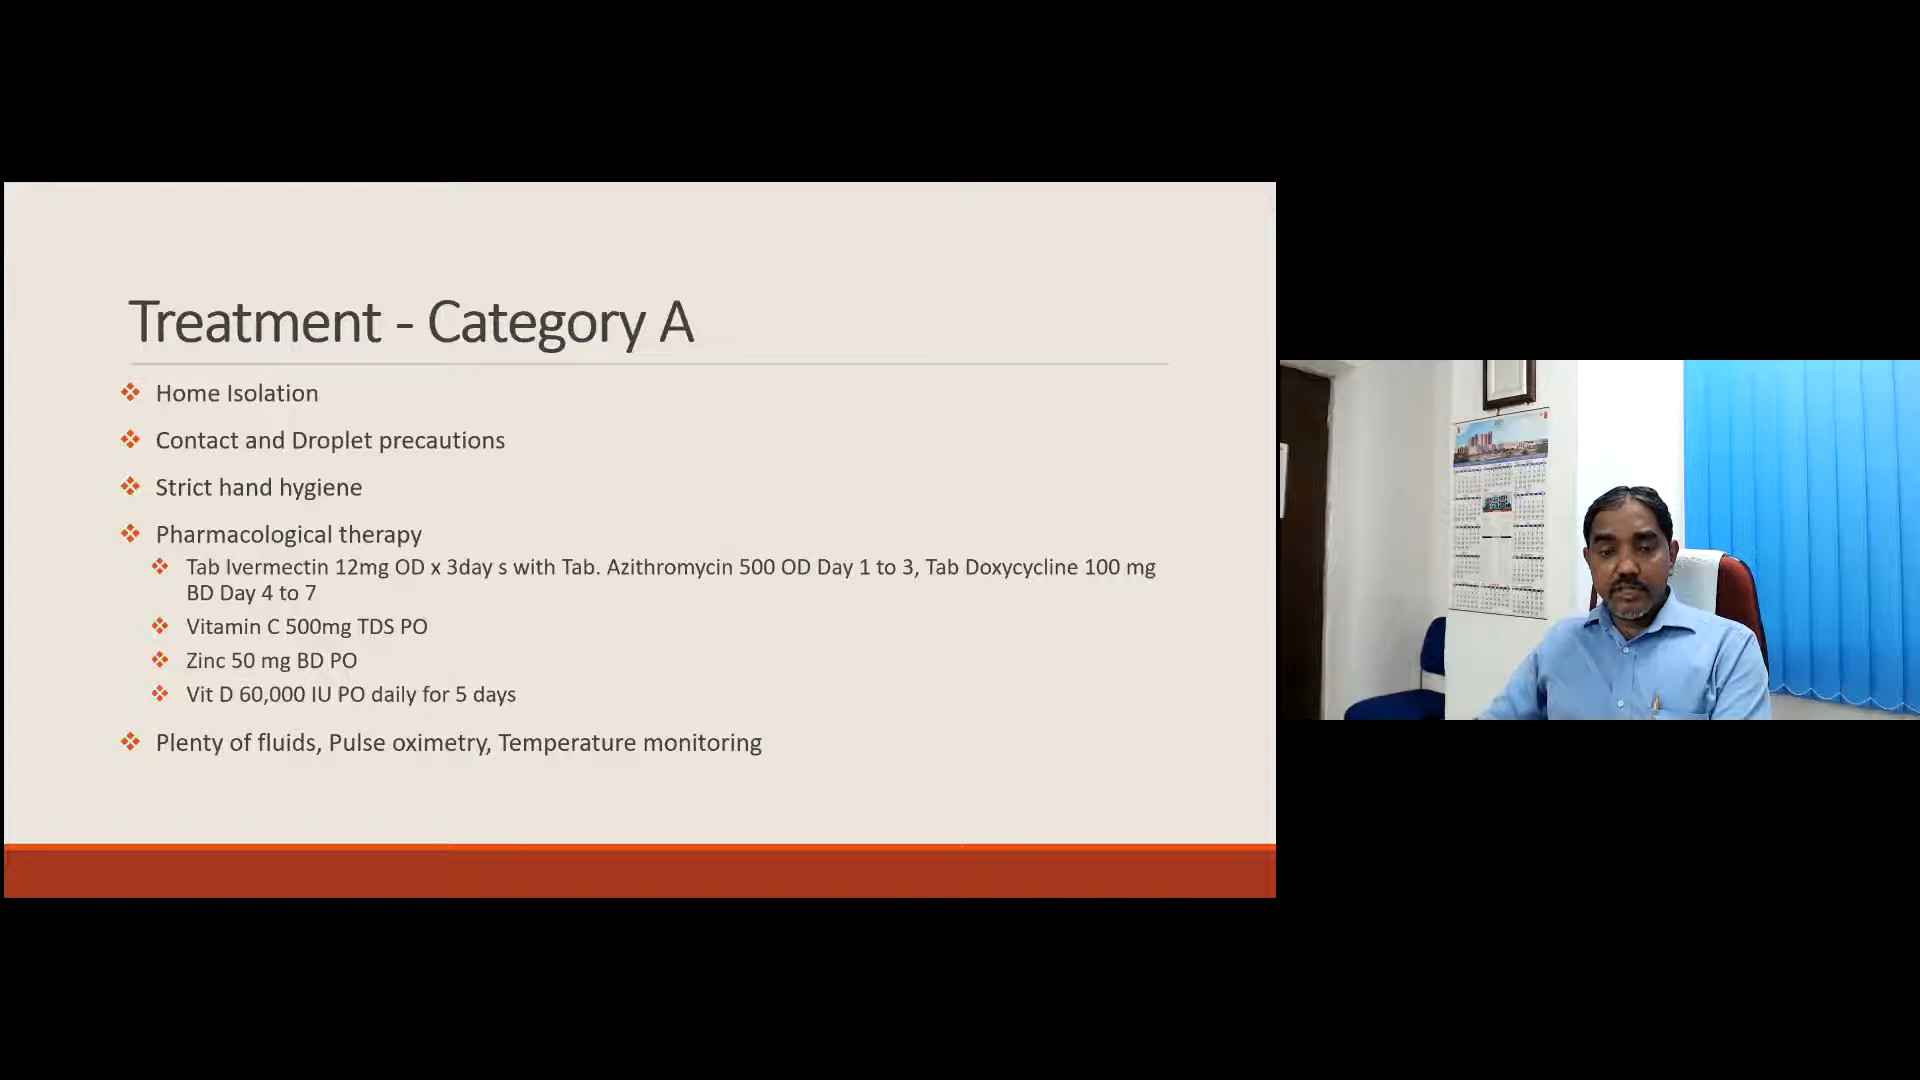 Treatment - Category A
Home Isolation
Contact and Droplet precautions
Strict hand hygiene
Pharmacological therapy
Tab Ivermectin 12mg OD x 3day s with Tab. Azithromycin 500 OD Day 1 to 3, Tab Doxycycline 100 mg
BD Day 4 to 7
Vitamin C 500mg TDS PO
Zinc 50 mg BD PO
Vit D 60,000 IU PO daily for 5 days
Plenty of fluids, Pulse oximetry, Temperature monitoring